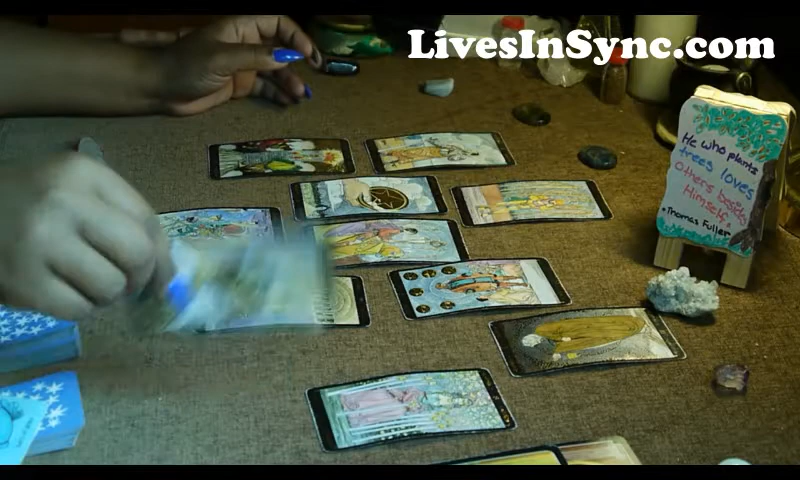 LivesInSync.com
He who plants
trees loves
others besides
Himself"
-Thomas Fuller